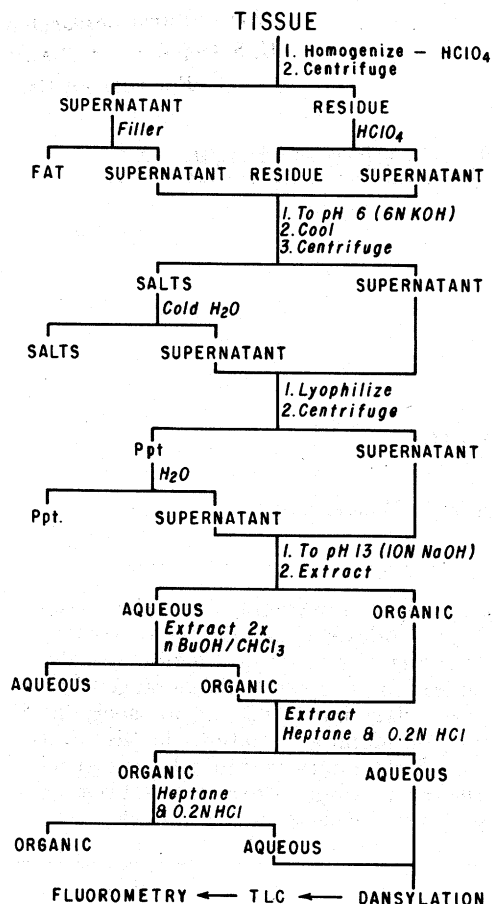 TISSUE
1. Homogenize — HClO4
2. Centrifuge
SUPERNATANT RESIDUE
Filler HClO4
FAT SUPERNATANT RESIDUE SUPERNATANT
1. To pH 6 (6N KOH)
2. Cool
3. Centrifuge
SALTS SUPERNATANT
Cold H2O
SALTS SUPERNATANT
1. Lyophilize
2. Centrifuge
Ppt SUPERNATANT
H2O
Ppt. SUPERNATANT
1. To pH 13 (10N NaOH)
2. Extract
AQUEOUS ORGANIC
Extract 2x
nBuOH/CHCl3
AQUEOUS ORGANIC
Extract
Heptane & 0.2N HCl
ORGANIC AQUEOUS
Heptane
& 0.2N HCl
ORGANIC AQUEOUS
FLUOROMETRY ← TLC ← DANSYLATION